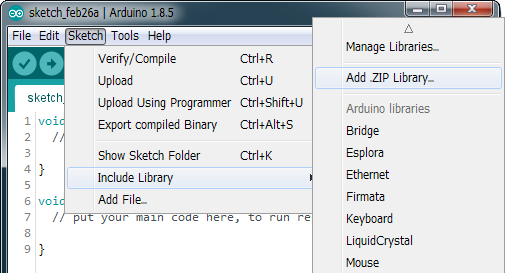 sketch_feb26a | Arduino 1.8.5
File Edit Sketch Tools Help
Verify/Compile Ctrl+R
Upload Ctrl+U
Upload Using Programmer Ctrl+Shift+U
Export compiled Binary Ctrl+Alt+S
Show Sketch Folder Ctrl+K
Include Library
Add File...
Manage Libraries...
Add .ZIP Library...
Arduino libraries
Bridge
Esplora
Ethernet
Firmata
Keyboard
LiquidCrystal
Mouse
sketch_
1 void
2 //
3
4 }
5
6 void
7 // put your main code here, to run re
8
9 }